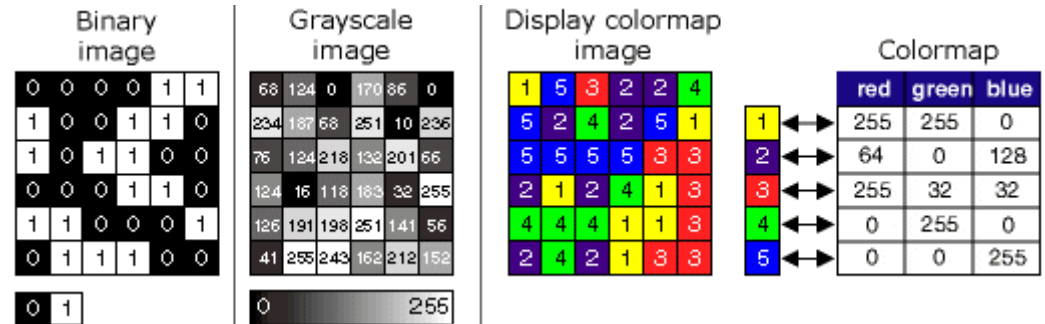 Binary image
0 0 0 0 1 1
1 0 0 1 1 0
1 0 1 1 0 0
0 0 0 1 1 0
1 1 0 0 0 1
0 1 1 1 0 0
0 1
Grayscale image
68 124 0 170 86 0
234 187 68 251 10 236
76 124 218 132 201 66
124 16 118 183 32 255
126 191 198 251 141 56
41 255 243 162 212 152
0 255
Display colormap image
1 5 3 2 2 4
5 2 4 2 5 1
5 5 5 5 3 3
2 1 2 4 1 3
4 4 4 1 1 3
2 4 2 1 3 3
Colormap
red green blue
1 255 255 0
2 64 0 128
3 255 32 32
4 0 255 0
5 0 0 255